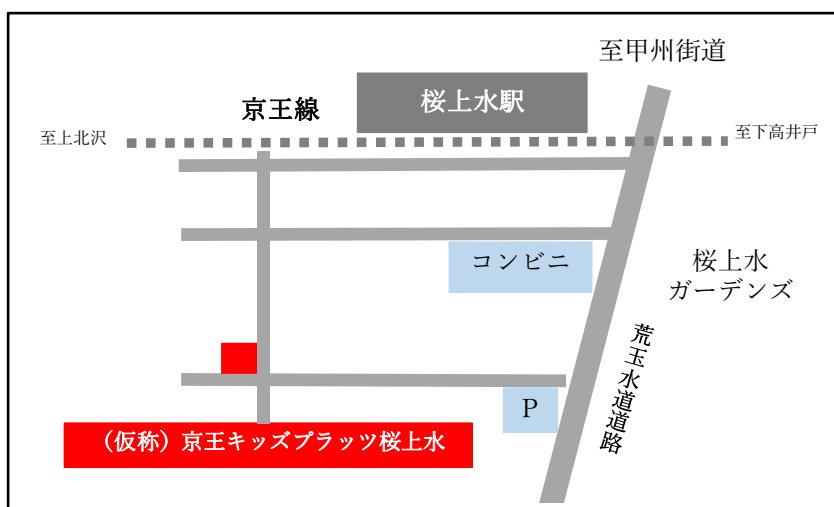 至甲州街道
桜上水駅
京王線
至上北沢
至下高井戸
コンビニ
桜上水
ガーデンズ
荒玉水道道路
P
（仮称）京王キッズプラッツ桜上水